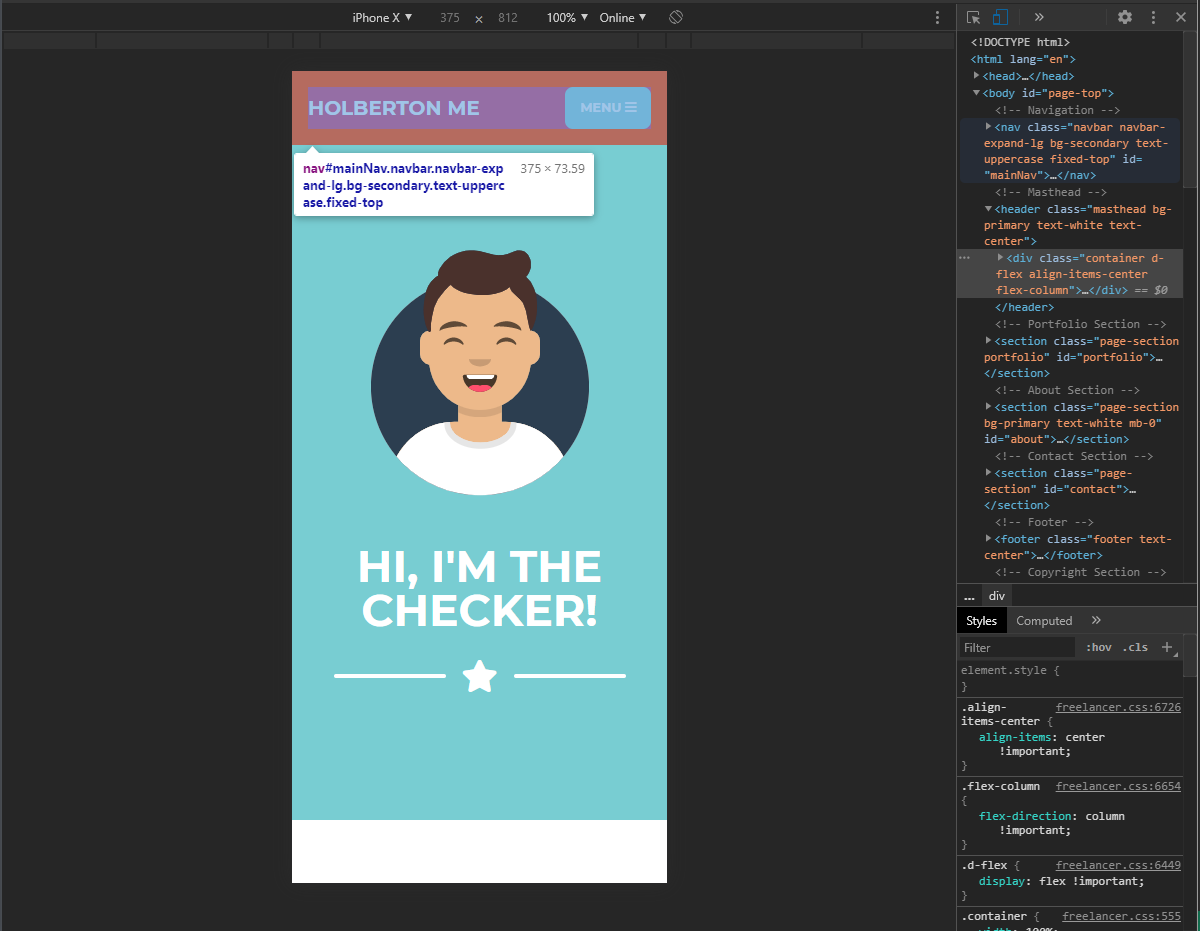 iPhone X ▼ 375 × 812 100% ▼ Online ▼
HOLBERTON ME
MENU
nav#mainNav.navbar.navbar-exp
and-lg.bg-secondary.text-upperc
ase.fixed-top
375 × 73.59
HI, I'M THE
CHECKER!
<!DOCTYPE html>
<html lang="en">
<head>…</head>
<body id="page-top">
<!-- Navigation -->
<nav class="navbar navbar-
expand-lg bg-secondary text-
uppercase fixed-top" id=
"mainNav">…</nav>
<!-- Masthead -->
<header class="masthead bg-
primary text-white text-
center">
<div class="container d-
flex align-items-center
flex-column">…</div> == $0
</header>
<!-- Portfolio Section -->
<section class="page-section
portfolio" id="portfolio">…
</section>
<!-- About Section -->
<section class="page-section
bg-primary text-white mb-0"
id="about">…</section>
<!-- Contact Section -->
<section class="page-
section" id="contact">…
</section>
<!-- Footer -->
<footer class="footer text-
center">…</footer>
<!-- Copyright Section -->
... div
Styles Computed »
Filter :hov .cls +
element.style {
}
.align- freelancer.css:6726
items-center {
align-items: center
!important;
}
.flex-column freelancer.css:6654
{
flex-direction: column
!important;
}
.d-flex { freelancer.css:6449
display: flex !important;
}
.container { freelancer.css:555
width: 100%;